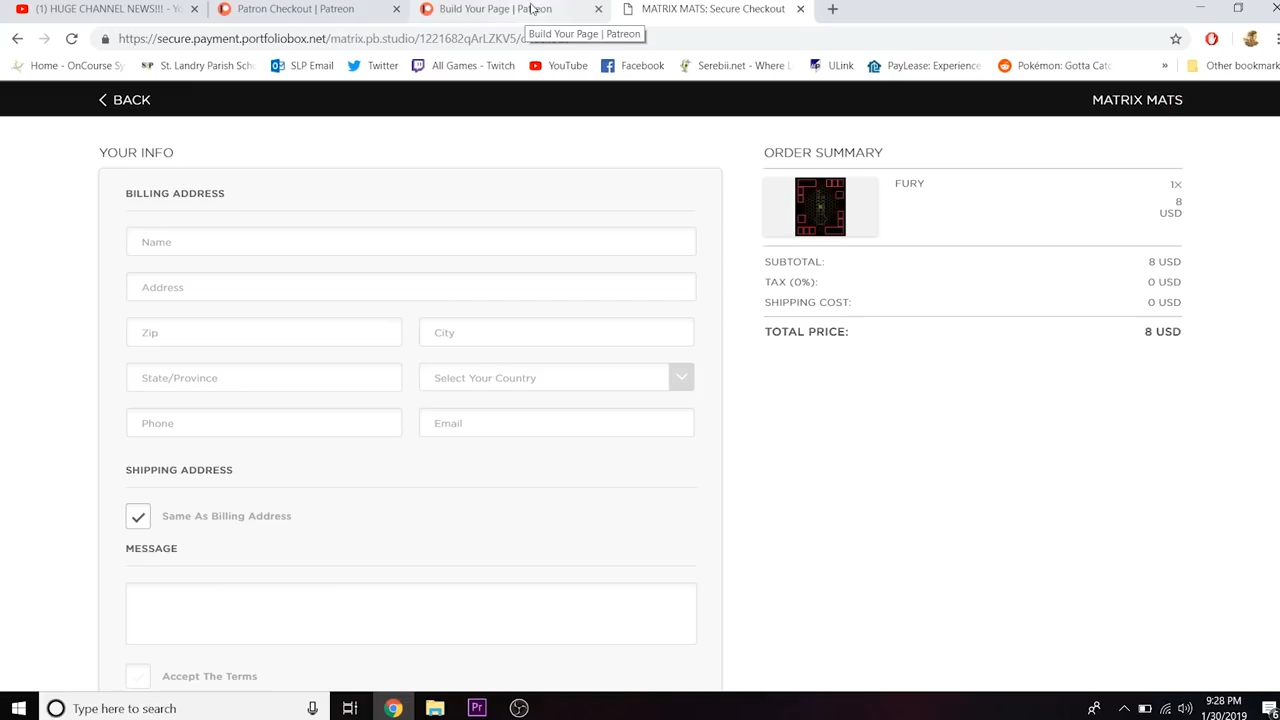 (1) HUGE CHANNEL NEWS!!! - Yo
Patron Checkout | Patreon
Build Your Page | Patreon
MATRIX MATS: Secure Checkout
Build Your Page | Patreon
https://secure.payment.portfoliobox.net/matrix.pb.studio/1221682qArLZKV5/
Home - OnCourse Sy
St. Landry Parish Scho
SLP Email
Twitter
All Games - Twitch
YouTube
Facebook
Serebii.net - Where L
ULink
PayLease: Experience
Pokémon: Gotta Catc
»
Other bookmark
BACK
MATRIX MATS
YOUR INFO
BILLING ADDRESS
Name
Address
Zip
City
State/Province
Select Your Country
Phone
Email
SHIPPING ADDRESS
Same As Billing Address
MESSAGE
Accept The Terms
ORDER SUMMARY
FURY
1×
8
USD
SUBTOTAL: 8 USD
TAX (0%): 0 USD
SHIPPING COST: 0 USD
TOTAL PRICE: 8 USD
Type here to search
Pr
9:28 PM
1/30/2019